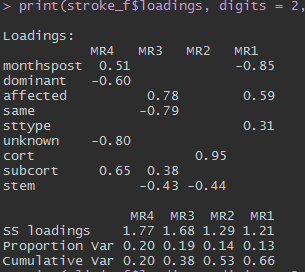 > print(stroke_f$loadings, digits = 2,
Loadings:
MR4 MR3 MR2 MR1
monthspost 0.51 -0.85
dominant -0.60
affected 0.78 0.59
same -0.79
sttype 0.31
unknown -0.80
cort 0.95
subcort 0.65 0.38
stem -0.43 -0.44
MR4 MR3 MR2 MR1
SS loadings 1.77 1.68 1.29 1.21
Proportion Var 0.20 0.19 0.14 0.13
Cumulative Var 0.20 0.38 0.53 0.66